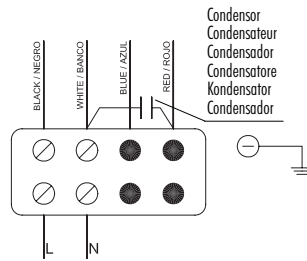 Condensor
Condensateur
Condensador
Condensatore
Kondensator
Condensador
BLACK / NEGRO
WHITE / BANCO
BLUE / AZUL
RED / ROJO
L
N